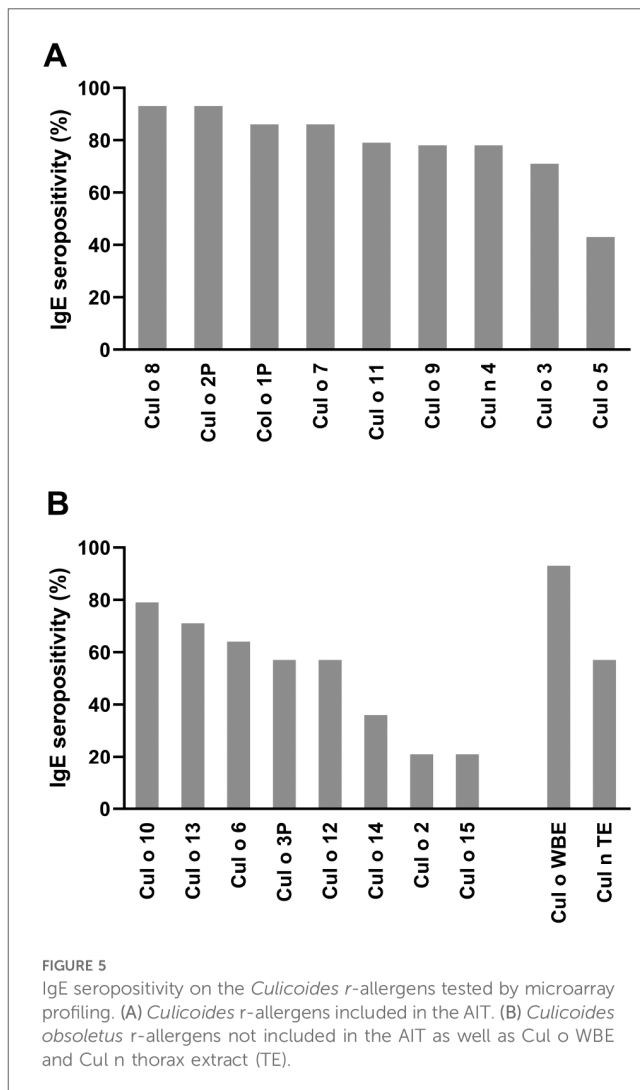 A
IgE seropositivity (%)
100
80
60
40
20
0
Cul o 8
Cul o 2P
Col o 1P
Cul o 7
Cul o 11
Cul o 9
Cul n 4
Cul o 3
Cul o 5
B
IgE seropositivity (%)
100
80
60
40
20
0
Cul o 10
Cul o 13
Cul o 6
Cul o 3P
Cul o 12
Cul o 14
Cul o 2
Cul o 15
Cul o WBE
Cul n TE
FIGURE 5
IgE seropositivity on the Culicoides r-allergens tested by microarray
profiling. (A) Culicoides r-allergens included in the AIT. (B) Culicoides
obsoletus r-allergens not included in the AIT as well as Cul o WBE
and Cul n thorax extract (TE).